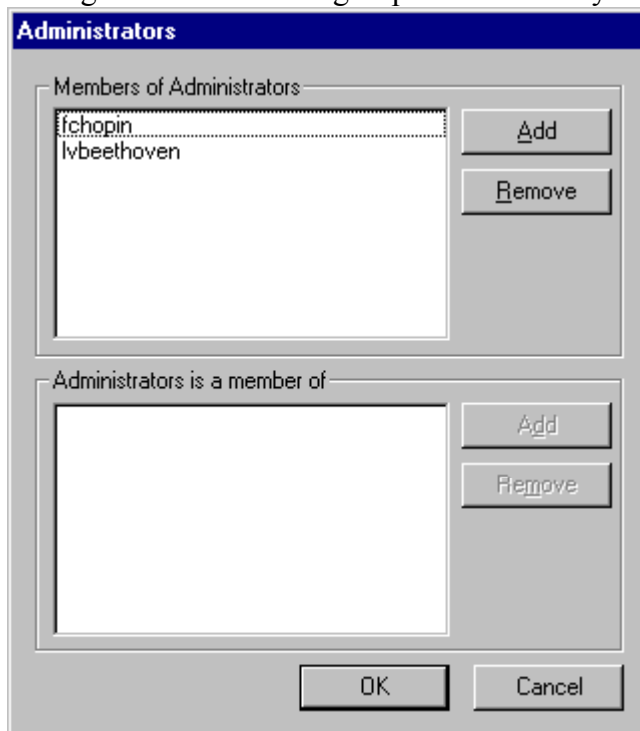 Administrators
Members of Administrators
fchopin
lvbeethoven
Add
Remove
Administrators is a member of
Add
Remove
OK
Cancel